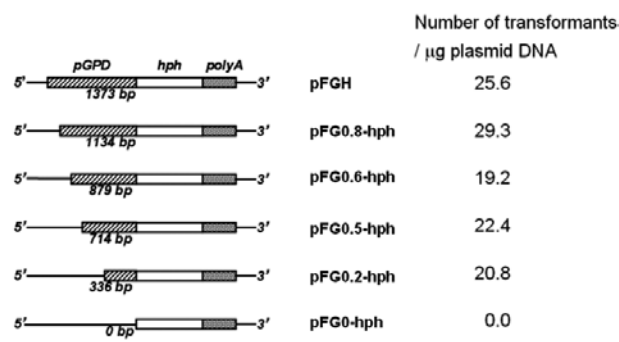 Number of transformants
/ μg plasmid DNA
pGPD hph polyA
5' 3' pFGH 25.6
1373 bp
5' 3' pFG0.8-hph 29.3
1134 bp
5' 3' pFG0.6-hph 19.2
879 bp
5' 3' pFG0.5-hph 22.4
714 bp
5' 3' pFG0.2-hph 20.8
336 bp
5' 3' pFG0-hph 0.0
0 bp